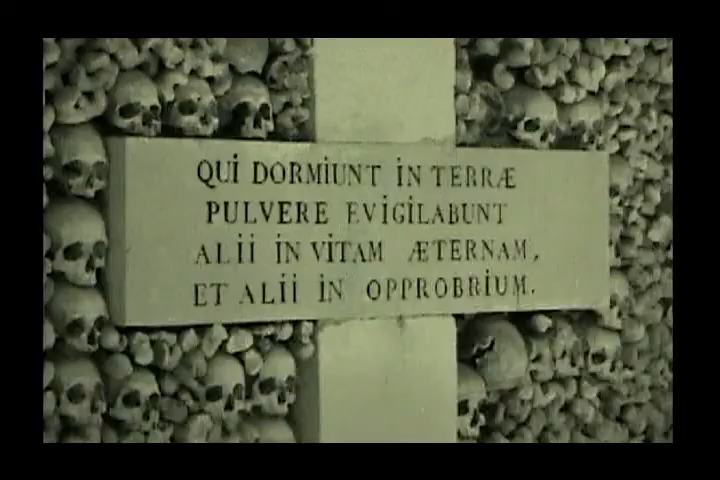 QUI DORMIUNT IN TERRÆ
PULVERE EVIGILABUNT
ALII IN VITAM ÆTERNAM,
ET ALII IN OPPROBRIUM.